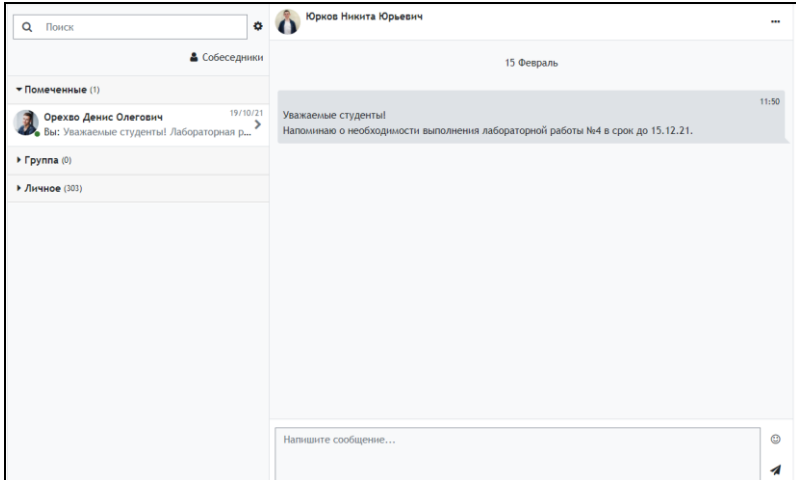 Поиск
Собеседники
Помеченные (1)
Орехво Денис Олегович
19/10/21
Вы: Уважаемые студенты! Лабораторная р...
Группа (0)
Личное (303)
Юрков Никита Юрьевич
15 Февраль
11:50
Уважаемые студенты!
Напоминаю о необходимости выполнения лабораторной работы №4 в срок до 15.12.21.
Напишите сообщение...